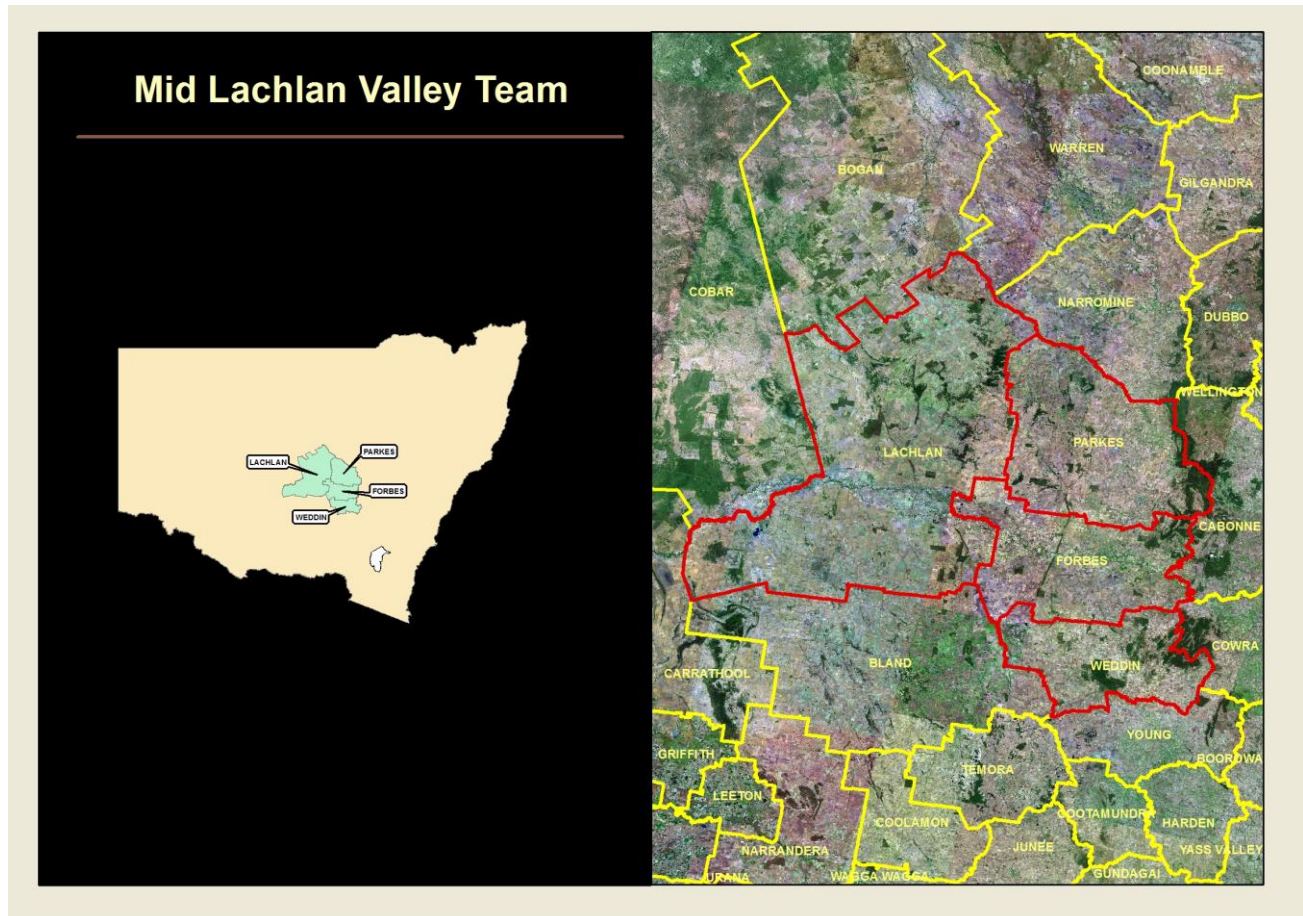 Mid Lachlan Valley Team
LACHLAN
PARKES
FORBES
WEDDIN
COONAMBLE
WARREN
BOGAN
GILGANDRA
COBAR
NARROMINE
DUBBO
WELLINGTON
PARKES
LACHLAN
CABONNE
FORBES
COWRA
BLAND
WEDDIN
CARRATHOOL
YOUNG
GRIFFITH
BOOROWA
TEMORA
LEETON
COOTAMUNDRA
COOLAMON
HARDEN
NARRANDERA
JUNEE
YASS VALLEY
URANA
WAGGA WAGGA
GUNDAGAI